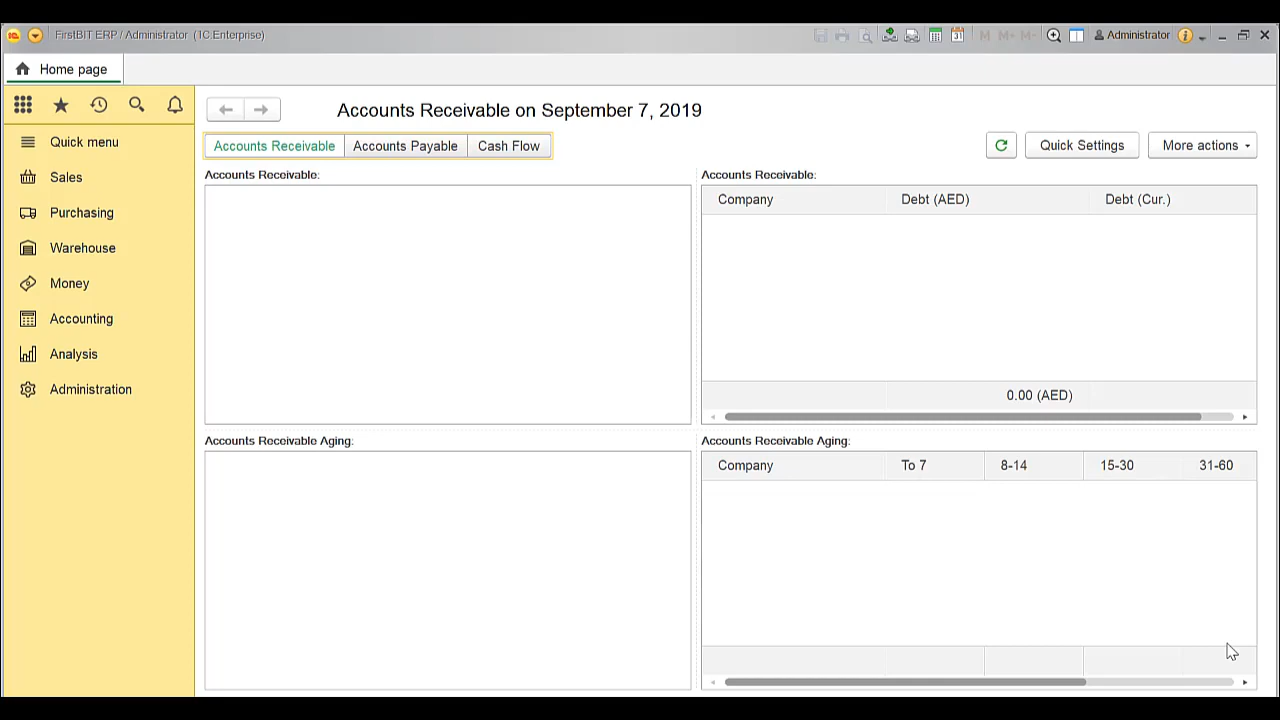 FirstBIT ERP / Administrator (1C:Enterprise)
M M+ M- Administrator
Home page
Quick menu
Sales
Purchasing
Warehouse
Money
Accounting
Analysis
Administration
Accounts Receivable on September 7, 2019
Accounts Receivable Accounts Payable Cash Flow
Quick Settings More actions
Accounts Receivable:
Accounts Receivable:
Company Debt (AED) Debt (Cur.)
0.00 (AED)
Accounts Receivable Aging:
Accounts Receivable Aging:
Company To 7 8-14 15-30 31-60